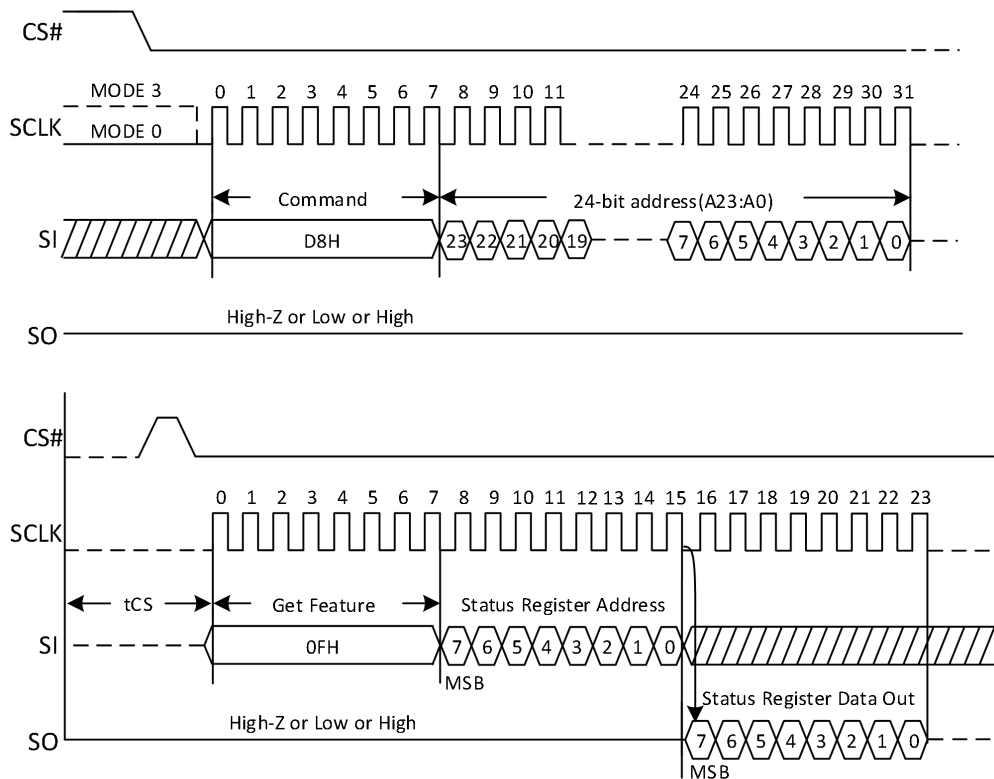 CS#
MODE 3
MODE 0
SCLK
0 1 2 3 4 5 6 7 8 9 10 11 24 25 26 27 28 29 30 31
Command
24-bit address(A23:A0)
SI
D8H
23 22 21 20 19 7 6 5 4 3 2 1 0
High-Z or Low or High
SO
CS#
0 1 2 3 4 5 6 7 8 9 10 11 12 13 14 15 16 17 18 19 20 21 22 23
SCLK
tCS
Get Feature
Status Register Address
SI
0FH
7 6 5 4 3 2 1 0
MSB
Status Register Data Out
High-Z or Low or High
SO
7 6 5 4 3 2 1 0
MSB